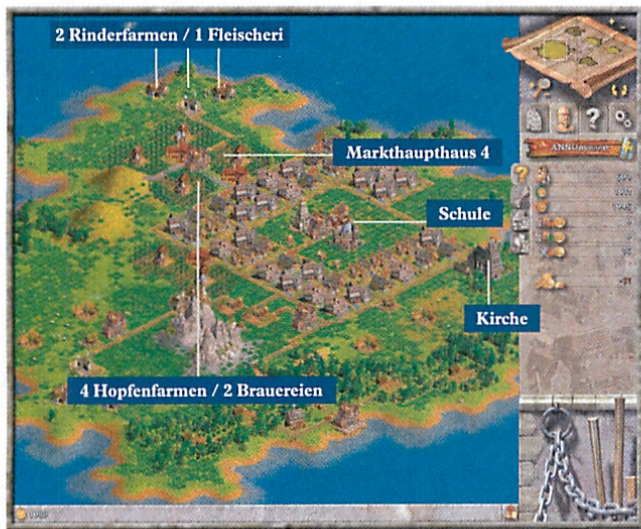 2 Rinderfarmen / 1 Fleischeri
Markthaupthaus 4
Schule
Kirche
4 Hopfenfarmen / 2 Brauereien